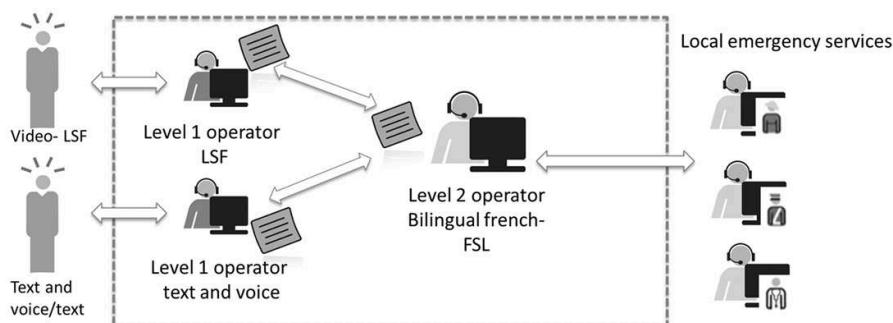 Local emergency services
Video- LSF
Level 1 operator
LSF
Level 2 operator
Bilingual french-
FSL
Text and
voice/text
Level 1 operator
text and voice